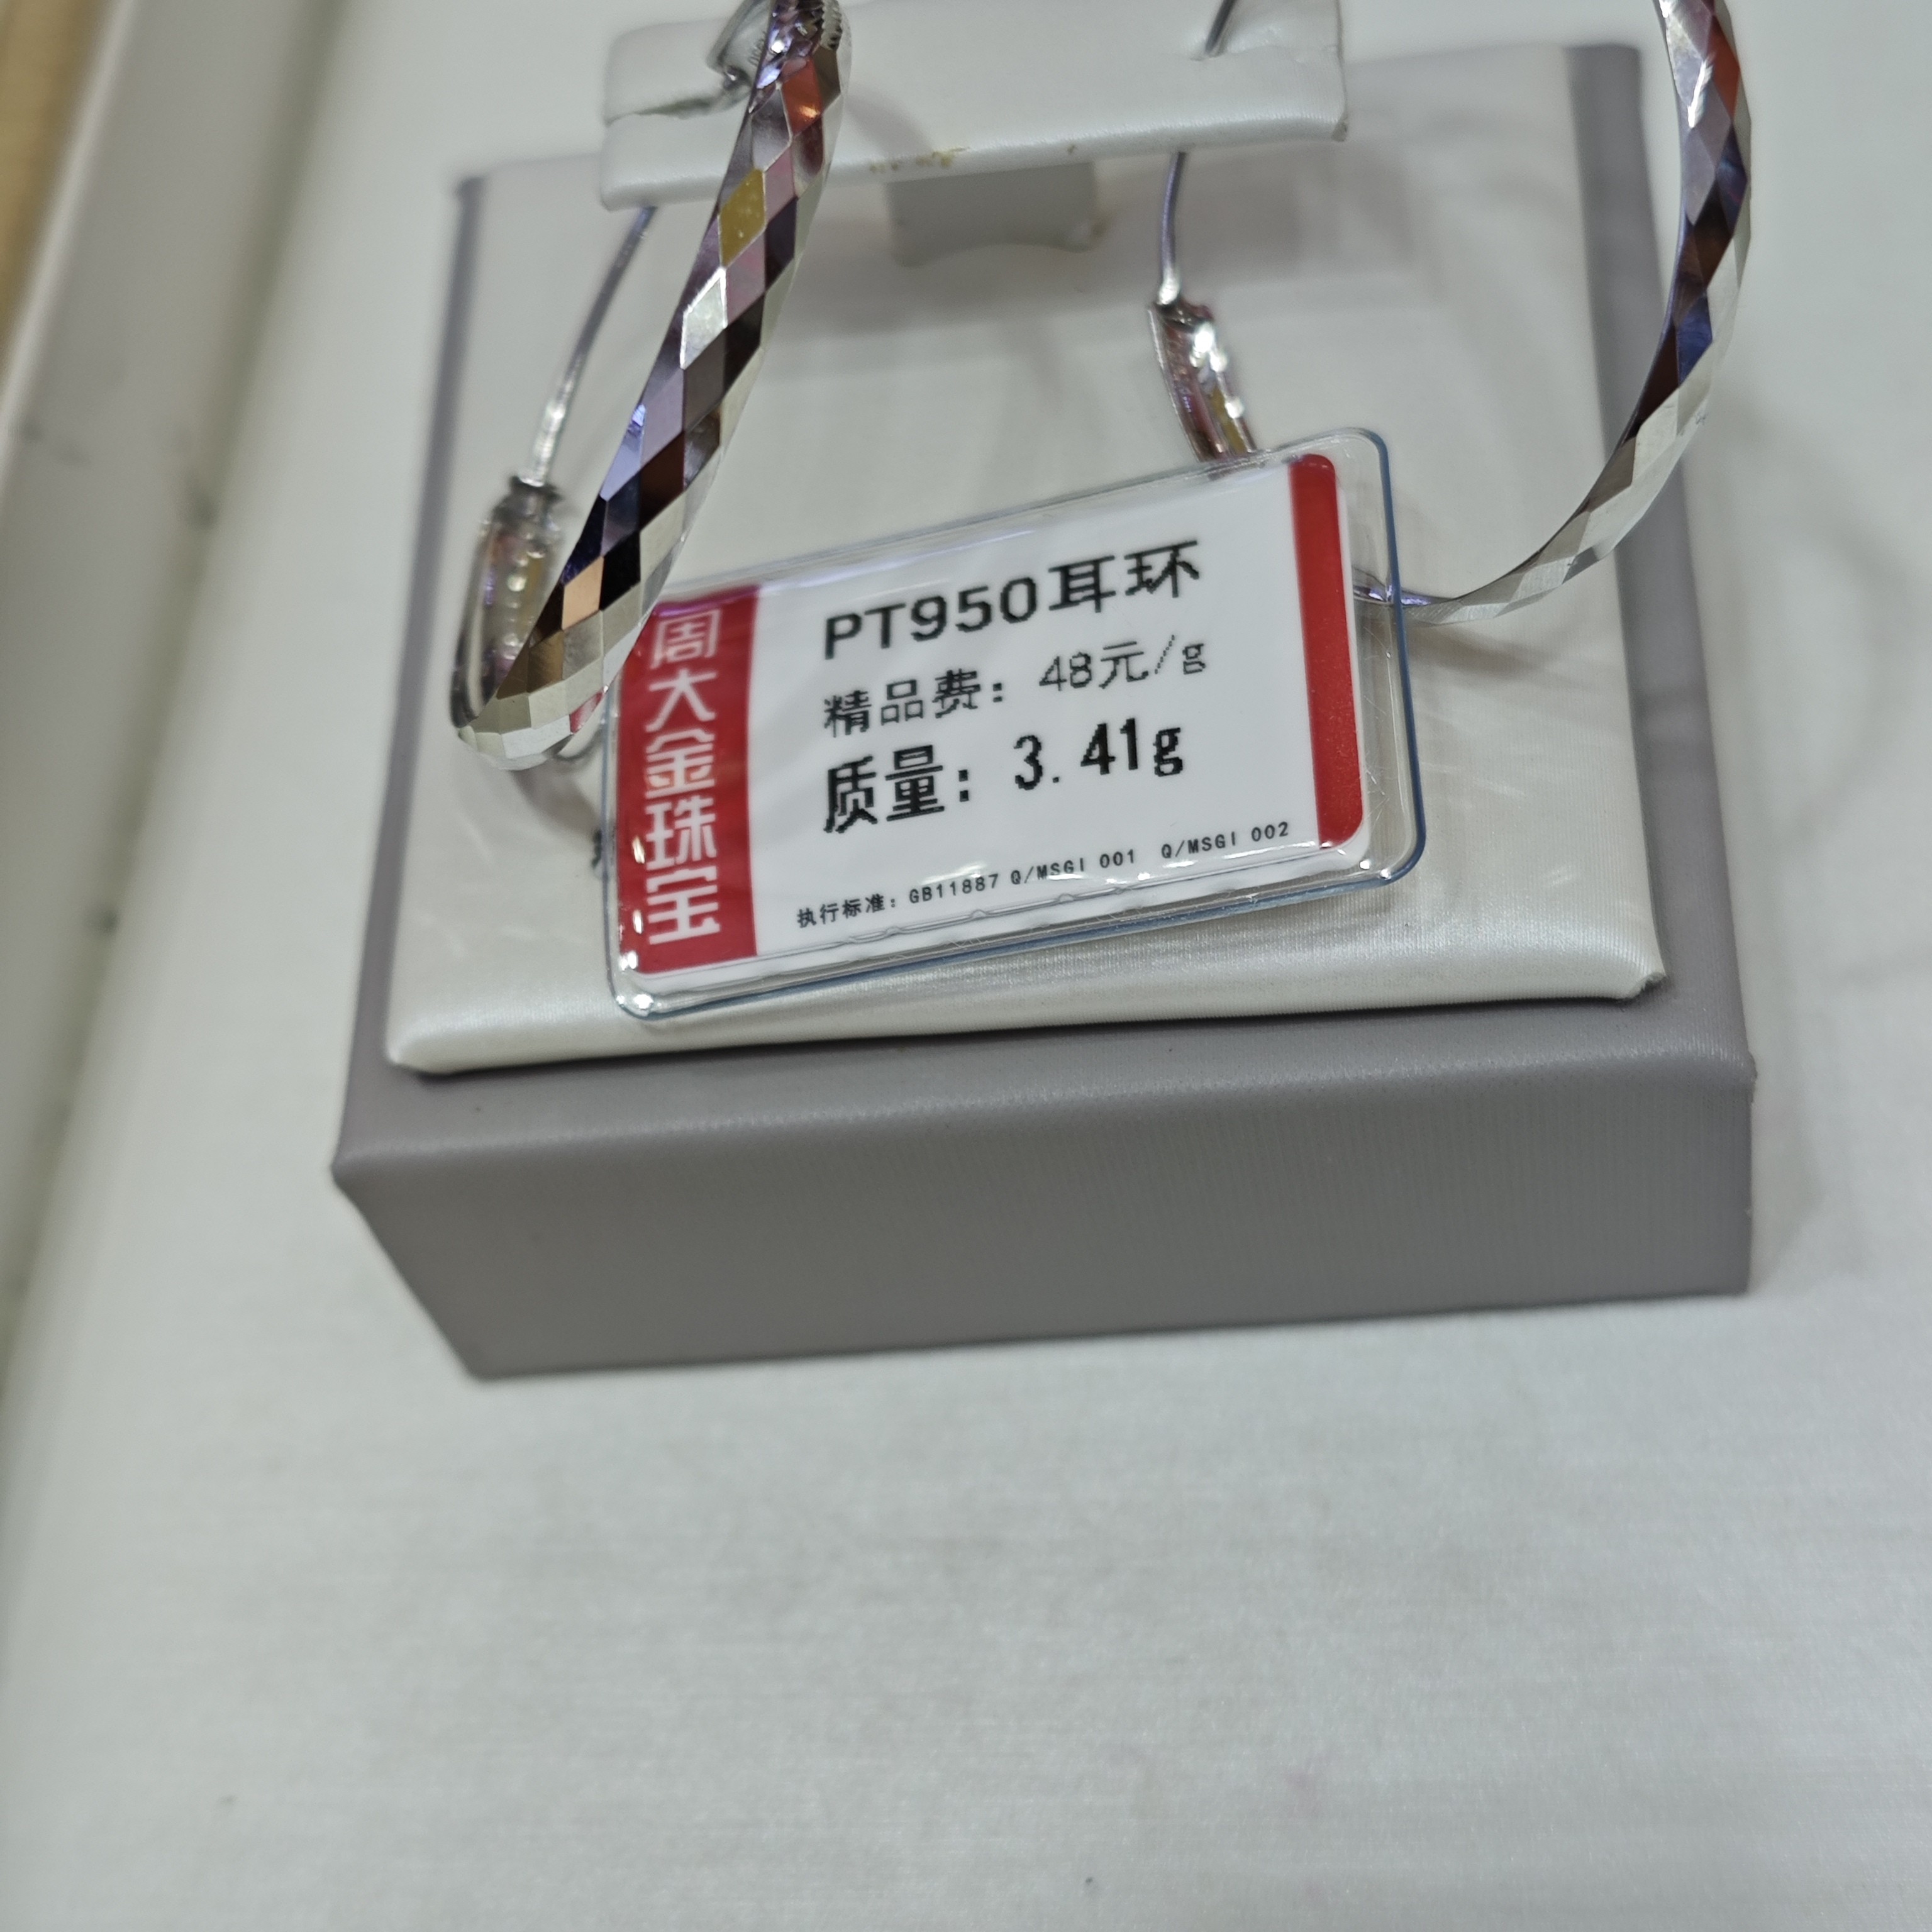 周大金珠宝
PT950耳环
精品费：48元/g
质量：3.41g
执行标准：GB11887 Q/MSGI 001 Q/MSGI 002